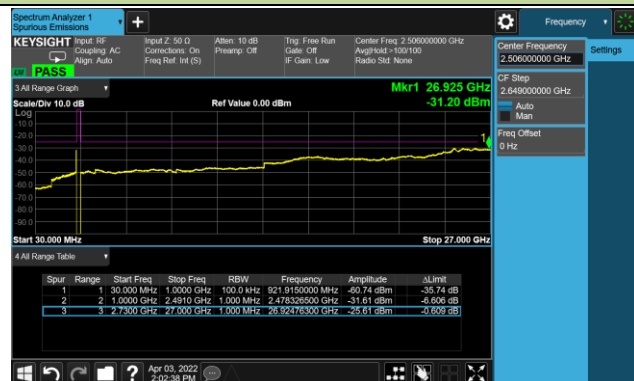 Spectrum Analyzer 1
Spurious Emissions
Frequency
KEYSIGHT
Input: RF
Coupling: AC
Align: Auto
Input Z: 50 Ω
Corrections: On
Freq Ref: Int (S)
Atten: 10 dB
Preamp: Off
Trig: Free Run
Gate: Off
IF Gain: Low
Center Freq: 2.506000000 GHz
Avg|Hold:>100/100
Radio Std: None
PASS
Center Frequency
2.506000000 GHz
Settings
CF Step
2.649000000 GHz
Auto
Man
Freq Offset
0 Hz
3 All Range Graph
Mkr1 26.925 GHz
Scale/Div 10.0 dB
Ref Value 0.00 dBm
-31.20 dBm
Log
-10.0
-20.0
-30.0
-40.0
-50.0
-60.0
-70.0
-80.0
-90.0
1
Start 30.000 MHz
Stop 27.000 GHz
4 All Range Table
Spur Range Start Freq Stop Freq RBW Frequency Amplitude ΔLimit
1 1 30.000 MHz 1.0000 GHz 100.0 kHz 921.9150000 MHz -60.74 dBm -35.74 dB
2 2 1.0000 GHz 2.4910 GHz 1.000 MHz 2.478326500 GHz -31.61 dBm -6.606 dB
3 3 2.7300 GHz 27.000 GHz 1.000 MHz 26.92476300 GHz -25.61 dBm -0.609 dB
Apr 03, 2022
2:02:38 PM